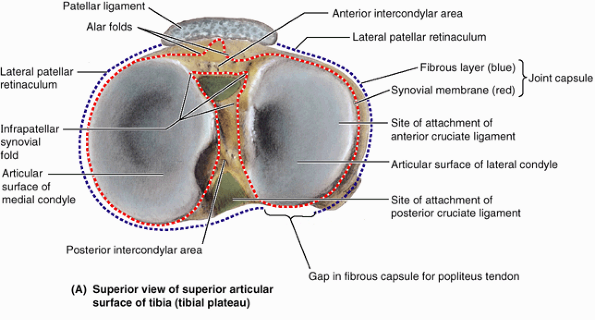 Patellar ligament
Alar folds
Anterior intercondylar area
Lateral patellar retinaculum
Lateral patellar
retinaculum
Fibrous layer (blue)
Synovial membrane (red)
Joint capsule
Infrapatellar
synovial
fold
Site of attachment of
anterior cruciate ligament
Articular
surface of
medial condyle
Articular surface of lateral condyle
Site of attachment of
posterior cruciate ligament
Posterior intercondylar area
Gap in fibrous capsule for popliteus tendon
(A) Superior view of superior articular
surface of tibia (tibial plateau)